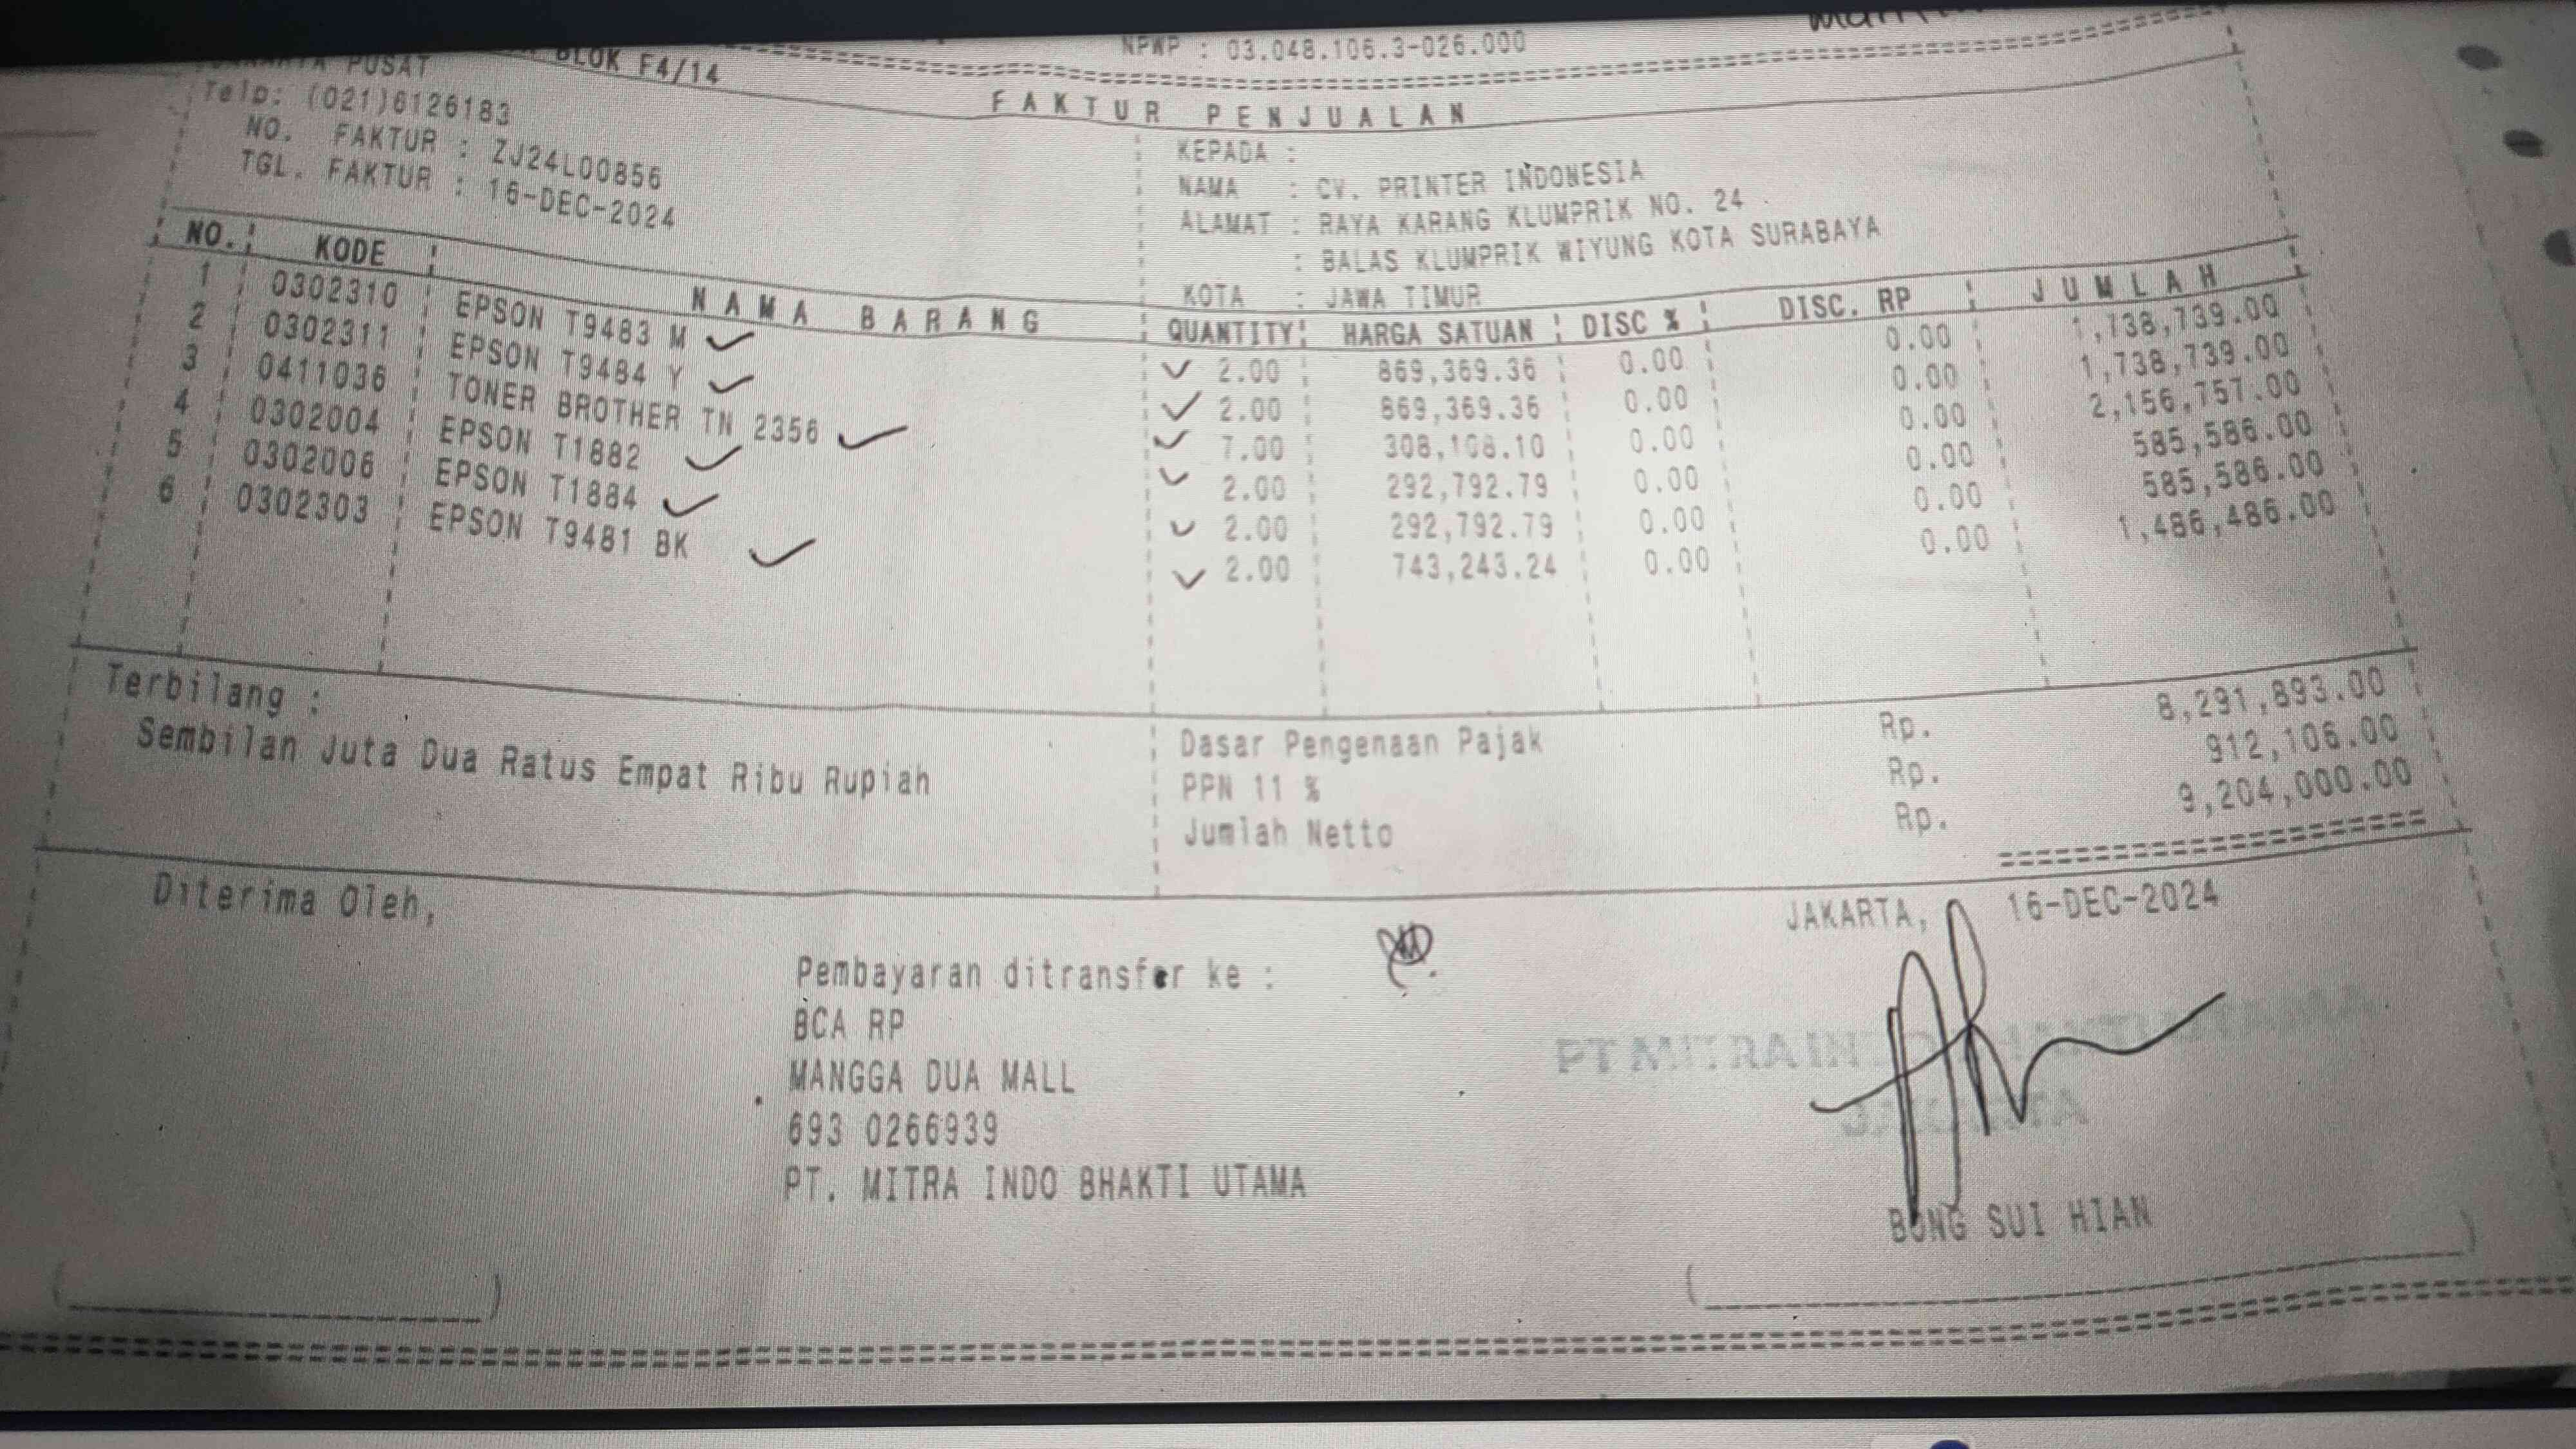 NPWP : 03.048.106.3-026.000
PUSAT BLOK F4/14
Telp: (021)6126183
FAKTUR PENJUALAN
NO. FAKTUR : ZJ24L00856
TGL. FAKTUR : 16-DEC-2024
KEPADA :
NAMA : CV. PRINTER INDONESIA
ALAMAT : RAYA KARANG KLUMPRIK NO. 24
: BALAS KLUMPRIK WIYUNG KOTA SURABAYA
KOTA : JAWA TIMUR
NO. KODE NAMA BARANG QUANTITY HARGA SATUAN DISC % DISC. RP JUMLAH
1 0302310 EPSON T9483 M 2.00 869,369.36 0.00 0.00 1,738,739.00
2 0302311 EPSON T9484 Y 2.00 869,369.36 0.00 0.00 1,738,739.00
3 0411036 TONER BROTHER TN 2356 7.00 308,108.10 0.00 0.00 2,156,757.00
4 0302004 EPSON T1882 2.00 292,792.79 0.00 0.00 585,586.00
5 0302006 EPSON T1884 2.00 292,792.79 0.00 0.00 585,586.00
6 0302303 EPSON T9481 BK 2.00 743,243.24 0.00 0.00 1,486,486.00
Terbilang :
Sembilan Juta Dua Ratus Empat Ribu Rupiah
Dasar Pengenaan Pajak Rp. 8,291,893.00
PPN 11 % Rp. 912,106.00
Jumlah Netto Rp. 9,204,000.00
Diterima Oleh,
JAKARTA, 16-DEC-2024
Pembayaran ditransfer ke :
BCA RP
MANGGA DUA MALL
693 0266939
PT. MITRA INDO BHAKTI UTAMA
PT MITRA
BONG SUI HIAN